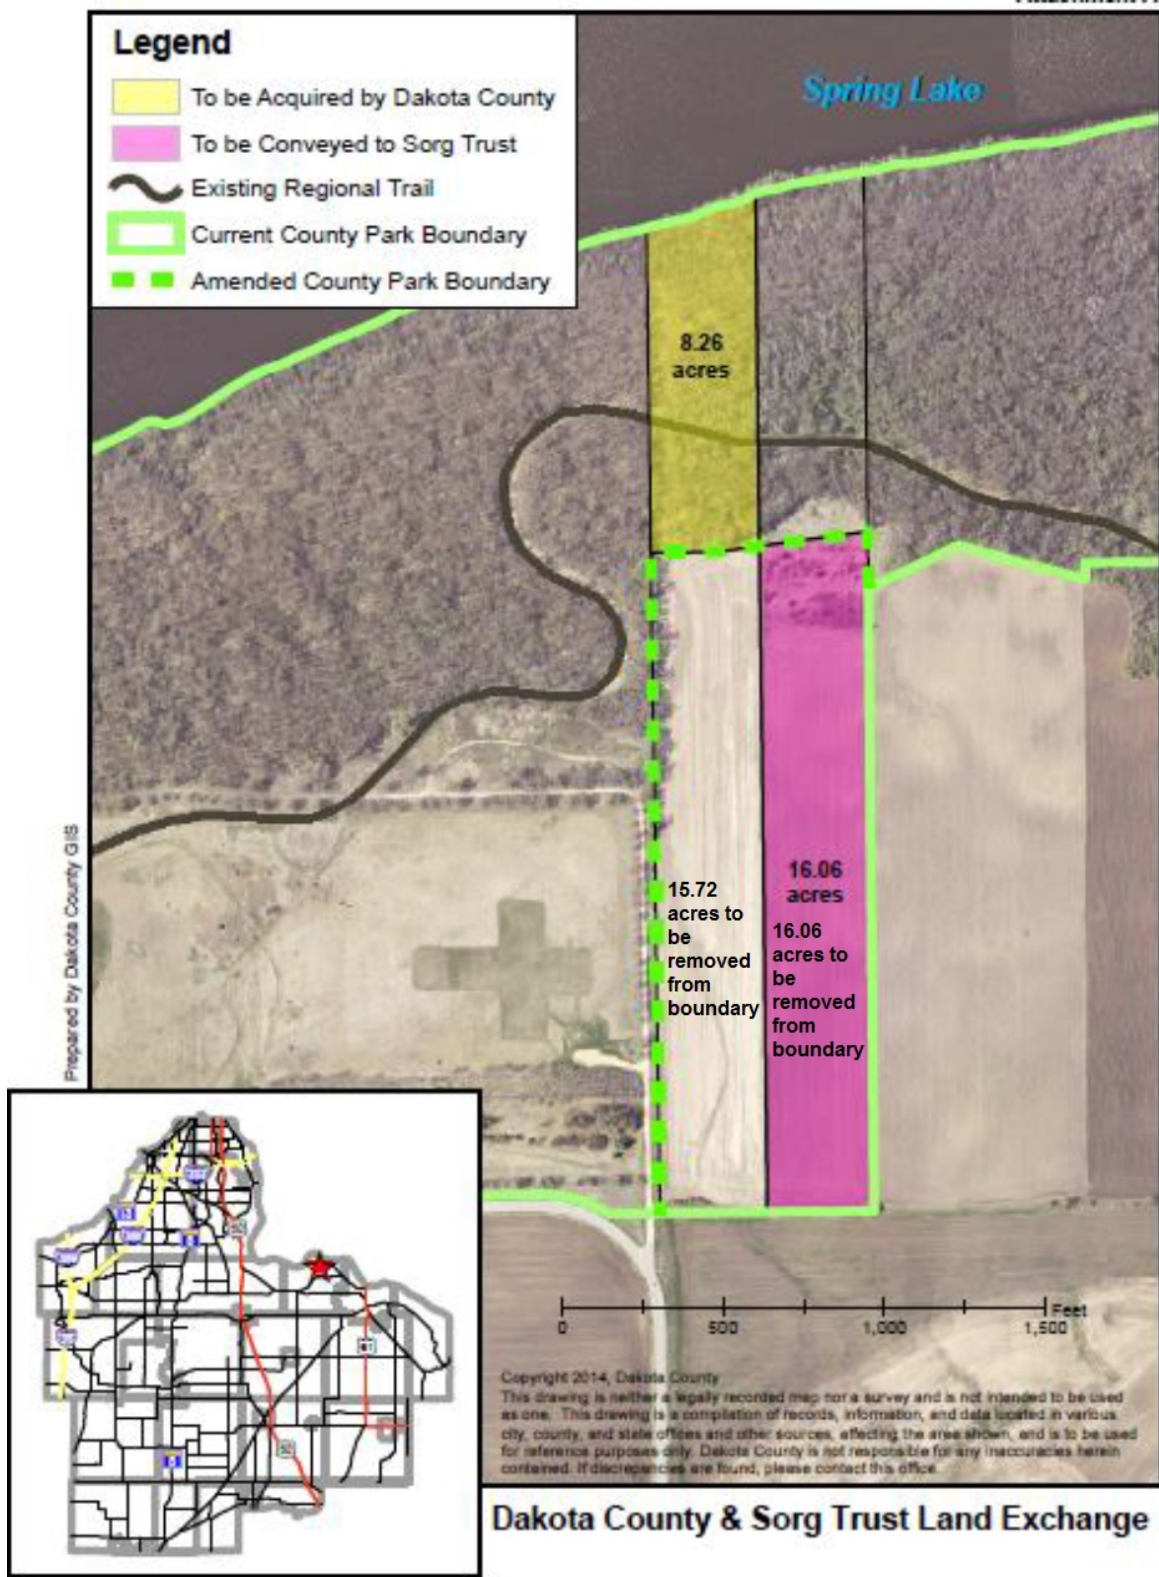 Legend
To be Acquired by Dakota County
To be Conveyed to Sorg Trust
Existing Regional Trail
Current County Park Boundary
Amended County Park Boundary
Spring Lake
8.26
acres
16.06
acres
15.72
acres to
be
removed
from
boundary
16.06
acres to
be
removed
from
boundary
Prepared by Dakota County GIS
52
61
52
Feet
0
500
1,000
1,500
Copyright 2014, Dakota County
This drawing is neither a legally recorded map nor a survey and is not intended to be used
as one. This drawing is a compilation of records, information, and data located in various
city, county, and state offices and other sources, affecting the area shown, and is to be used
for reference purposes only. Dakota County is not responsible for any inaccuracies herein
contained. If discrepancies are found, please contact this office.
Dakota County & Sorg Trust Land Exchange